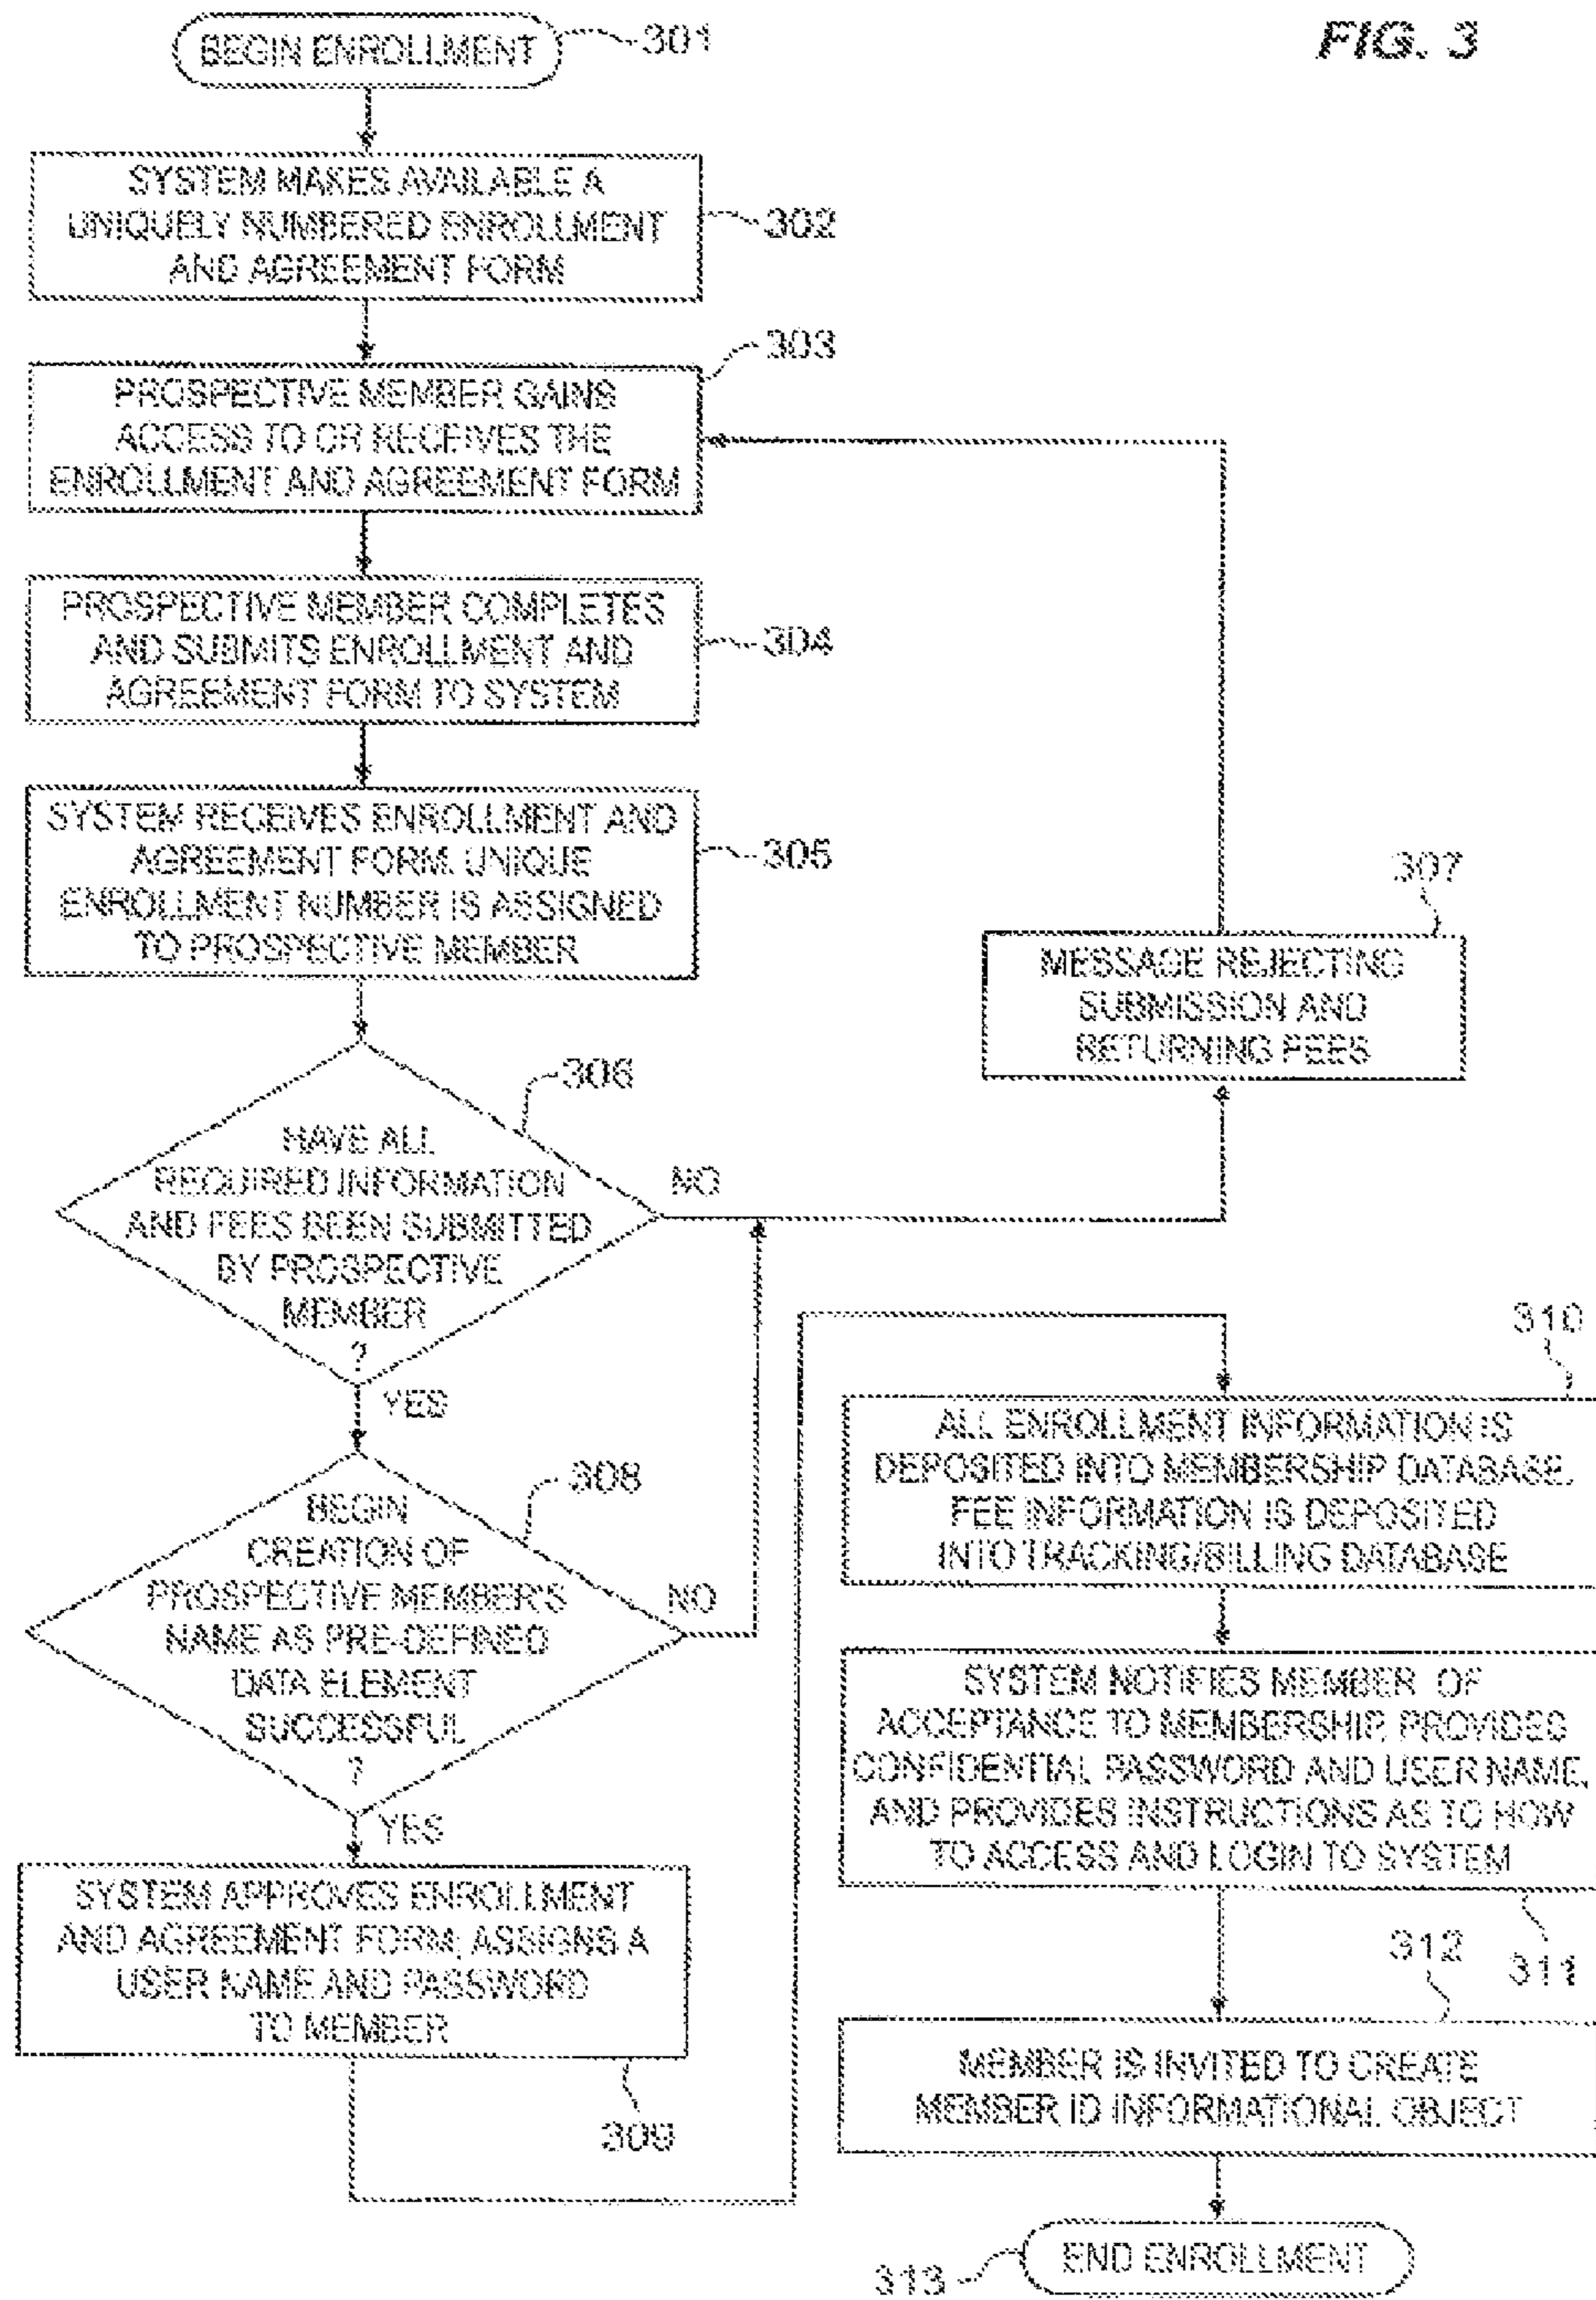 FIG. 3
BEGIN ENROLLMENT
301
SYSTEM MAKES AVAILABLE A
UNIQUELY NUMBERED ENROLLMENT
AND AGREEMENT FORM
302
303
PROSPECTIVE MEMBER GAINS
ACCESS TO OR RECEIVES THE
ENROLLMENT AND AGREEMENT FORM
PROSPECTIVE MEMBER COMPLETES
AND SUBMITS ENROLLMENT AND
AGREEMENT FORM TO SYSTEM
304
SYSTEM RECEIVES ENROLLMENT AND
AGREEMENT FORM. UNIQUE
ENROLLMENT NUMBER IS ASSIGNED
TO PROSPECTIVE MEMBER
305
307
MESSAGE REJECTING
SUBMISSION AND
RETURNING FEES
306
HAVE ALL
REQUIRED INFORMATION
AND FEES BEEN SUBMITTED
BY PROSPECTIVE
MEMBER
?
NO
YES
308
BEGIN
CREATION OF
PROSPECTIVE MEMBER'S
NAME AS PRE-DEFINED
DATA ELEMENT
SUCCESSFUL
?
NO
YES
SYSTEM APPROVES ENROLLMENT
AND AGREEMENT FORM; ASSIGNS A
USER NAME AND PASSWORD
TO MEMBER
309
310
ALL ENROLLMENT INFORMATION IS
DEPOSITED INTO MEMBERSHIP DATABASE.
FEE INFORMATION IS DEPOSITED
INTO TRACKING/BILLING DATABASE
SYSTEM NOTIFIES MEMBER OF
ACCEPTANCE TO MEMBERSHIP, PROVIDES
CONFIDENTIAL PASSWORD AND USER NAME,
AND PROVIDES INSTRUCTIONS AS TO HOW
TO ACCESS AND LOGIN TO SYSTEM
311
312
MEMBER IS INVITED TO CREATE
MEMBER ID INFORMATIONAL OBJECT
END ENROLLMENT
313